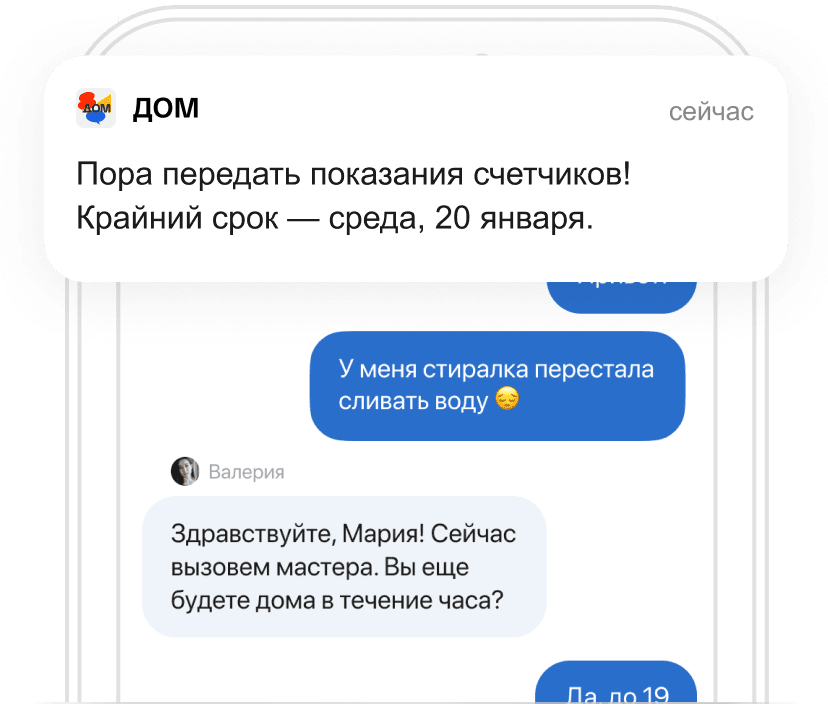 ДОМ
ДОМ
сейчас
Пора передать показания счетчиков!
Крайний срок — среда, 20 января.
У меня стиралка перестала
сливать воду 😔
Валерия
Здравствуйте, Мария! Сейчас
вызовем мастера. Вы еще
будете дома в течение часа?
Да, до 19